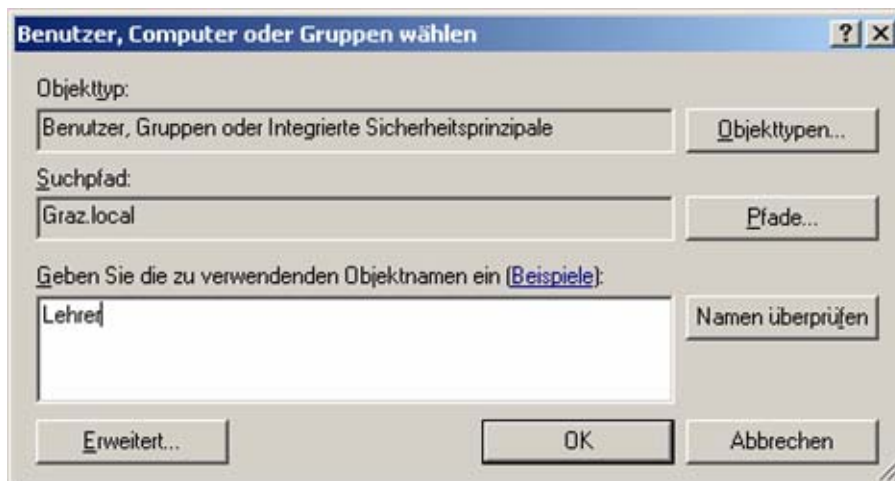 Benutzer, Computer oder Gruppen wählen
Objekttyp:
Benutzer, Gruppen oder Integrierte Sicherheitsprinzipale
Objekttypen...
Suchpfad:
Graz.local
Pfade...
Geben Sie die zu verwendenden Objektnamen ein (Beispiele):
Lehrer
Namen überprüfen
Erweitert...
OK
Abbrechen